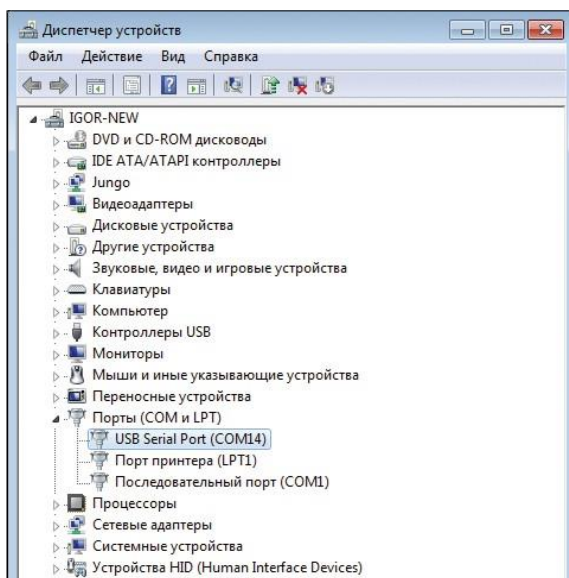 Диспетчер устройств
Файл Действие Вид Справка
IGOR-NEW
DVD и CD-ROM дисководы
IDE ATA/ATAPI контроллеры
Jungo
Видеоадаптеры
Дисковые устройства
Другие устройства
Звуковые, видео и игровые устройства
Клавиатуры
Компьютер
Контроллеры USB
Мониторы
Мыши и иные указывающие устройства
Переносные устройства
Порты (COM и LPT)
USB Serial Port (COM14)
Порт принтера (LPT1)
Последовательный порт (COM1)
Процессоры
Сетевые адаптеры
Системные устройства
Устройства HID (Human Interface Devices)